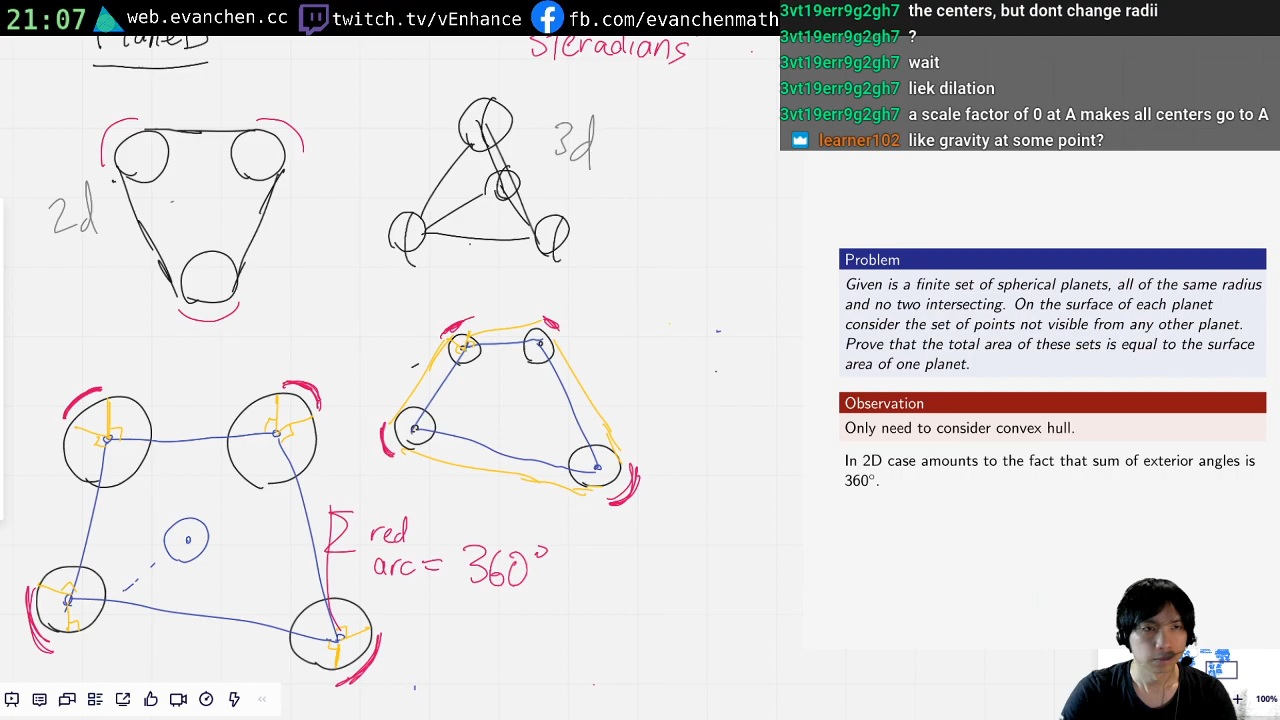 21:07 web.evanchen.cc twitch.tv/vEnhance fb.com/evanchenmath
3vt19err9g2gh7 the centers, but dont change radii
3vt19err9g2gh7 ?
3vt19err9g2gh7 wait
3vt19err9g2gh7 liek dilation
3vt19err9g2gh7 a scale factor of 0 at A makes all centers go to A
learner102 like gravity at some point?
Steradians
2d
3d
Problem
Given is a finite set of spherical planets, all of the same radius
and no two intersecting. On the surface of each planet
consider the set of points not visible from any other planet.
Prove that the total area of these sets is equal to the surface
area of one planet.
Observation
Only need to consider convex hull.
In 2D case amounts to the fact that sum of exterior angles is
360°.
Σ red
arc = 360°
100%